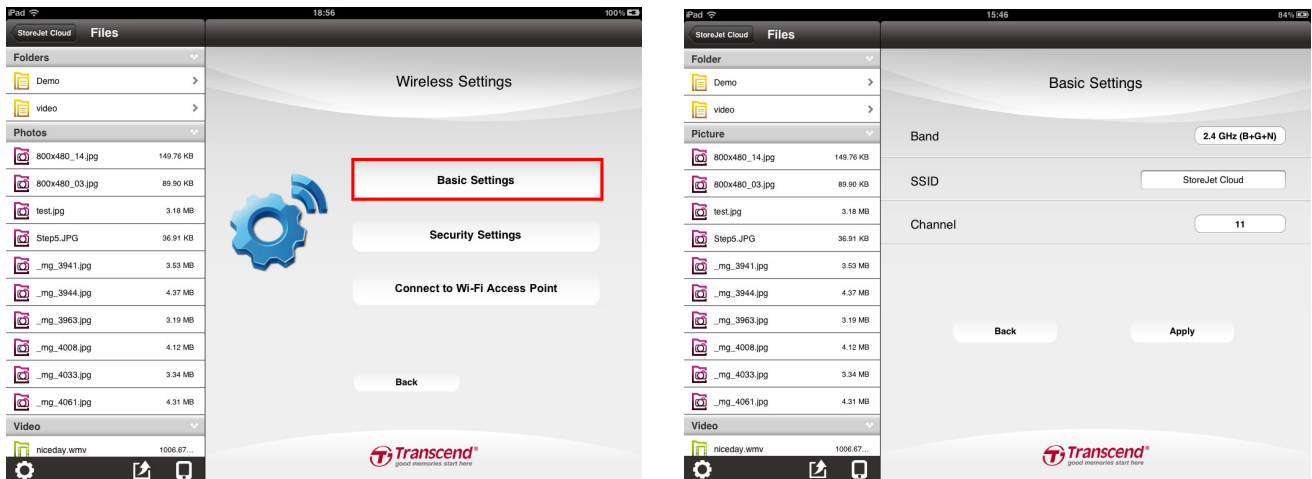 iPad 18:56 100%
StoreJet Cloud Files
Folders
Demo
video
Photos
800x480_14.jpg 149.76 KB
800x480_03.jpg 89.90 KB
test.jpg 3.18 MB
Step5.JPG 36.91 KB
_mg_3941.jpg 3.53 MB
_mg_3944.jpg 4.37 MB
_mg_3963.jpg 3.19 MB
_mg_4008.jpg 4.12 MB
_mg_4033.jpg 3.34 MB
_mg_4061.jpg 4.31 MB
Video
niceday.wmv 1006.67...
Wireless Settings
Basic Settings
Security Settings
Connect to Wi-Fi Access Point
Back
Transcend®
good memories start here
iPad 15:46 84%
StoreJet Cloud Files
Folder
Demo
video
Picture
800x480_14.jpg 149.76 KB
800x480_03.jpg 89.90 KB
test.jpg 3.18 MB
Step5.JPG 36.91 KB
_mg_3941.jpg 3.53 MB
_mg_3944.jpg 4.37 MB
_mg_3963.jpg 3.19 MB
_mg_4008.jpg 4.12 MB
_mg_4033.jpg 3.34 MB
_mg_4061.jpg 4.31 MB
Video
niceday.wmv 1006.67...
Basic Settings
Band 2.4 GHz (B+G+N)
SSID StoreJet Cloud
Channel 11
Back Apply
Transcend®
good memories start here